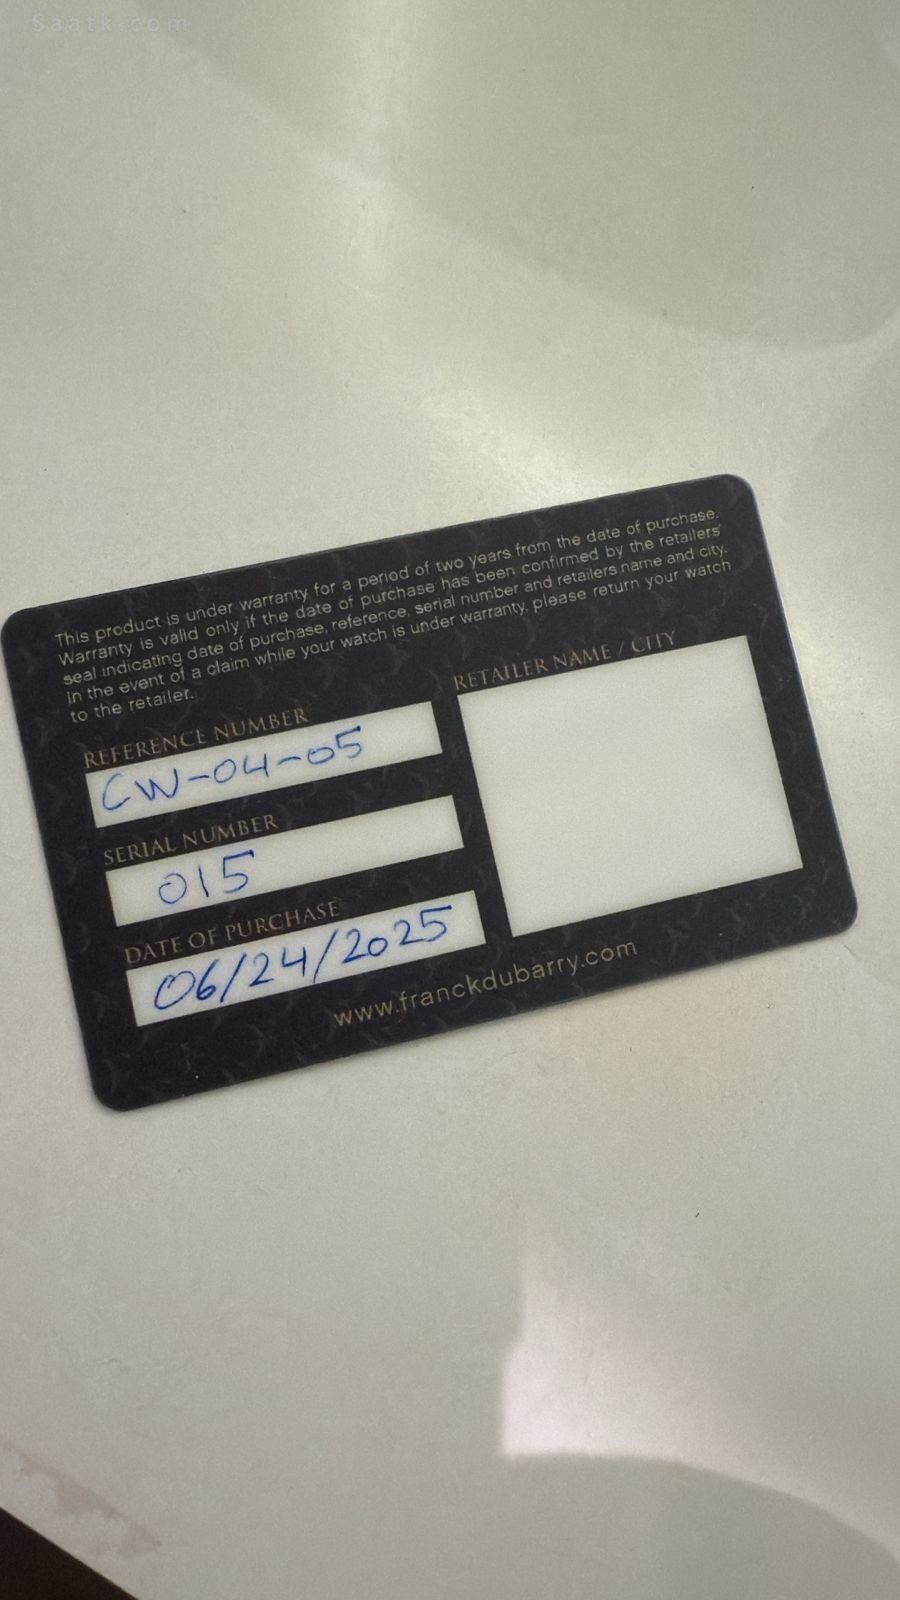 Saatk.com
This product is under warranty for a period of two years from the date of purchase.
Warranty is valid only if the date of purchase has been confirmed by the retailers'
seal indicating date of purchase, reference, serial number and retailers name and city.
In the event of a claim while your watch is under warranty, please return your watch
to the retailer.
REFERENCE NUMBER
CW-04-05
SERIAL NUMBER
015
DATE OF PURCHASE
06/24/2025
RETAILER NAME / CITY
www.franckdubarry.com